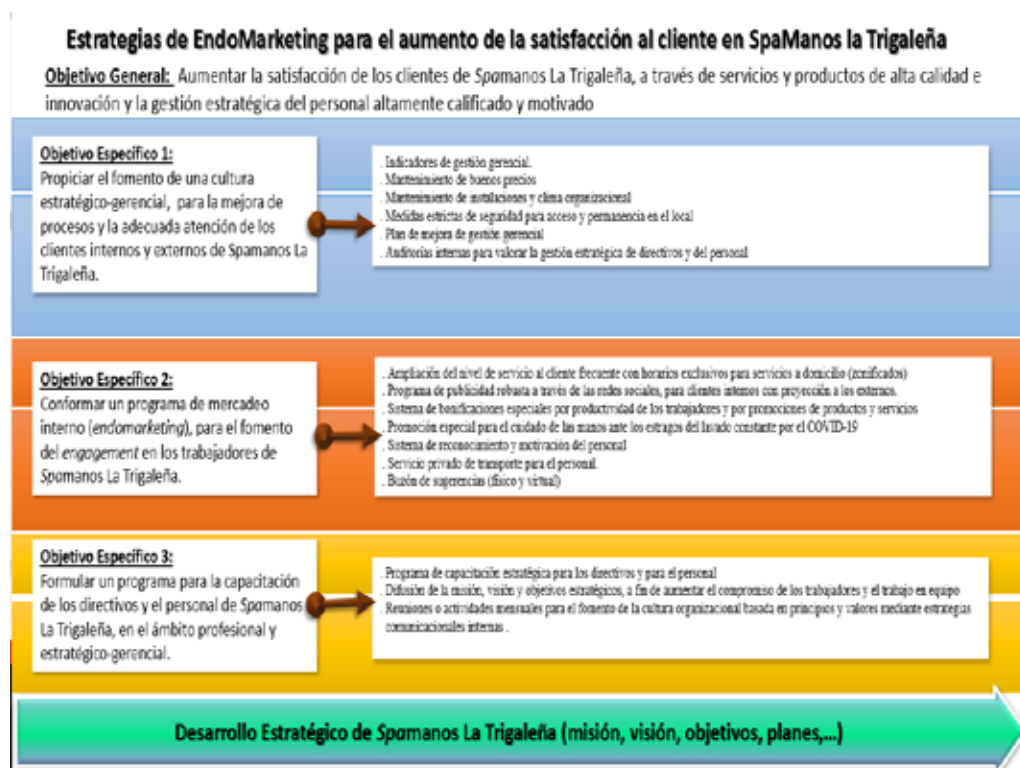 Estrategias de EndoMarketing para el aumento de la satisfacción al cliente en SpaManos la Trigaleña
Objetivo General: Aumentar la satisfacción de los clientes de Spamanos La Trigaleña, a través de servicios y productos de alta calidad e
innovación y la gestión estratégica del personal altamente calificado y motivado
Objetivo Específico 1:
Propiciar el fomento de una cultura
estratégico-gerencial, para la mejora de
procesos y la adecuada atención de los
clientes internos y externos de Spamanos La
Trigaleña.
. Indicadores de gestión gerencial.
. Mantenimiento de buenos precios
. Mantenimiento de instalaciones y clima organizacional
. Medidas estrictas de seguridad para acceso y permanencia en el local
. Plan de mejora de gestión gerencial
. Auditorías internas para valorar la gestión estratégica de directivos y del personal
Objetivo Específico 2:
Conformar un programa de mercadeo
interno (endomarketing), para el fomento
del engagement en los trabajadores de
Spamanos La Trigaleña.
. Ampliación del nivel de servicio al cliente frecuente con horarios exclusivos para servicios a domicilio (zonificados)
. Programa de publicidad robusta a través de las redes sociales, para clientes internos con proyección a los externos.
. Sistema de bonificaciones especiales por productividad de los trabajadores y por promociones de productos y servicios
. Promoción especial para el cuidado de las manos ante los estragos del lavado constante por el COVID-19
. Sistema de reconocimiento y motivación del personal
. Servicio privado de transporte para el personal.
. Buzón de sugerencias (físico y virtual)
Objetivo Específico 3:
Formular un programa para la capacitación
de los directivos y el personal de Spamanos
La Trigaleña, en el ámbito profesional y
estratégico-gerencial.
. Programa de capacitación estratégica para los directivos y para el personal
. Difusión de la misión, visión y objetivos estratégicos, a fin de aumentar el compromiso de los trabajadores y el trabajo en equipo
. Reuniones o actividades mensuales para el fomento de la cultura organizacional basada en principios y valores mediante estrategias
comunicacionales internas .
Desarrollo Estratégico de Spamanos La Trigaleña (misión, visión, objetivos, planes,...)